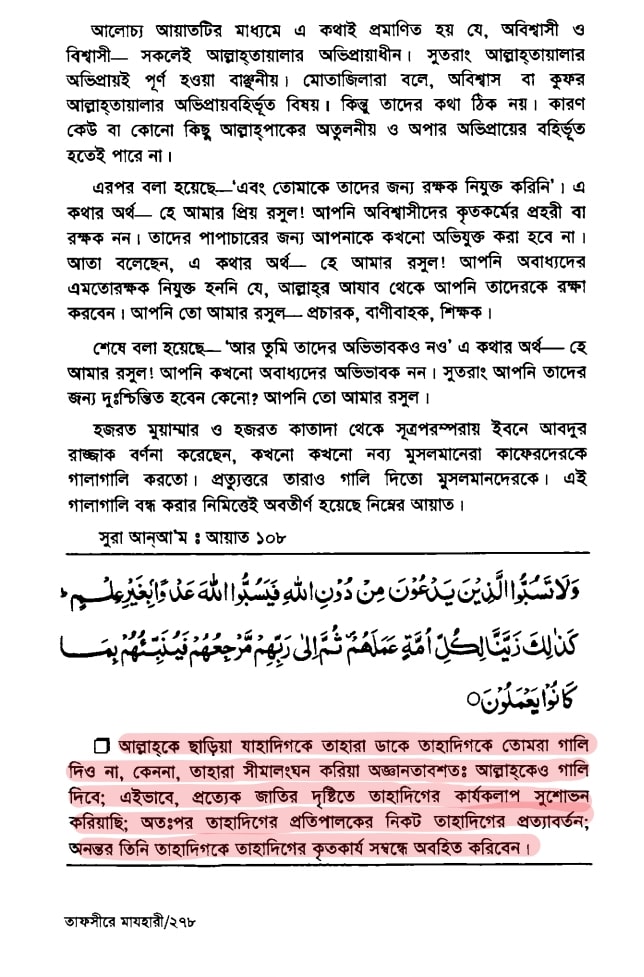 আলোচ্য আয়াতটির মাধ্যমে এ কথাই প্রমাণিত হয় যে, অবিশ্বাসী ও
বিশ্বাসী— সকলেই আল্লাহ্‌তায়ালার অভিপ্রায়াধীন। সুতরাং আল্লাহ্‌তায়ালার
অভিপ্রায়ই পূর্ণ হওয়া বাঞ্ছনীয়। মোতাজিলারা বলে, অবিশ্বাস বা কুফর
আল্লাহ্‌তায়ালার অভিপ্রায়বহির্ভূত বিষয়। কিন্তু তাদের কথা ঠিক নয়। কারণ
কেউ বা কোনো কিছু আল্লাহ্‌পাকের অতুলনীয় ও অপার অভিপ্রায়ের বহির্ভূত
হতেই পারে না।
এরপর বলা হয়েছে—‘এবং তোমাকে তাদের জন্য রক্ষক নিযুক্ত করিনি’। এ
কথার অর্থ— হে আমার প্রিয় রসুল! আপনি অবিশ্বাসীদের কৃতকর্মের প্রহরী বা
রক্ষক নন। তাদের পাপাচারের জন্য আপনাকে কখনো অভিযুক্ত করা হবে না।
আতা বলেছেন, এ কথার অর্থ— হে আমার রসুল! আপনি অবাধ্যদের
এমতোরক্ষক নিযুক্ত হননি যে, আল্লাহ্‌র আযাব থেকে আপনি তাদেরকে রক্ষা
করবেন। আপনি তো আমার রসুল— প্রচারক, বাণীবাহক, শিক্ষক।
শেষে বলা হয়েছে— ‘আর তুমি তাদের অভিভাবকও নও’ এ কথার অর্থ— হে
আমার রসুল! আপনি কখনো অবাধ্যদের অভিভাবক নন। সুতরাং আপনি তাদের
জন্য দুঃশ্চিন্তিত হবেন কেনো? আপনি তো আমার রসুল।
হজরত মুয়াম্মার ও হজরত কাতাদা থেকে সূত্রপরম্পরায় ইবনে আবদুর
রাজ্জাক বর্ণনা করেছেন, কখনো কখনো নব্য মুসলমানেরা কাফেরদেরকে
গালাগালি করতো। প্রত্যুত্তরে তারাও গালি দিতো মুসলমানদেরকে। এই
গালাগালি বন্ধ করার নিমিত্তেই অবতীর্ণ হয়েছে নিম্নের আয়াত।
সুরা আন্‌আ’ম ঃ আয়াত ১০৮
وَلَا تَسُبُّوا الَّذِيْنَ يَدْعُوْنَ مِنْ دُوْنِ اللهِ فَيَسُبُّوا اللهَ عَدْوًا بِغَيْرِ عِلْمٍ ؕ
كَذٰلِكَ زَيَّنَّا لِكُلِّ اُمَّةٍ عَمَلَهُمْ ثُمَّ اِلٰى رَبِّهِمْ مَّرْجِعُهُمْ فَيُنَبِّئُهُمْ بِمَا
كَانُوْا يَعْمَلُوْنَ○
❒ আল্লাহ্‌কে ছাড়িয়া যাহাদিগকে তাহারা ডাকে তাহাদিগকে তোমরা গালি
দিও না, কেননা, তাহারা সীমালংঘন করিয়া অজ্ঞানতাবশতঃ আল্লাহ্‌কেও গালি
দিবে; এইভাবে, প্রত্যেক জাতির দৃষ্টিতে তাহাদিগের কার্যকলাপ সুশোভন
করিয়াছি; অতঃপর তাহাদিগের প্রতিপালকের নিকট তাহাদিগের প্রত্যাবর্তন;
অনন্তর তিনি তাহাদিগকে তাহাদিগের কৃতকার্য সম্বন্ধে অবহিত করিবেন।
তাফসীরে মাযহারী/২৭৮